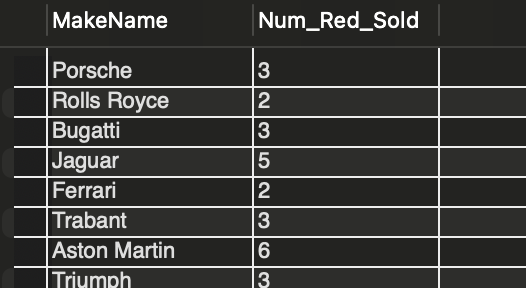 MakeName Num_Red_Sold
Porsche 3
Rolls Royce 2
Bugatti 3
Jaguar 5
Ferrari 2
Trabant 3
Aston Martin 6
Triumph 3